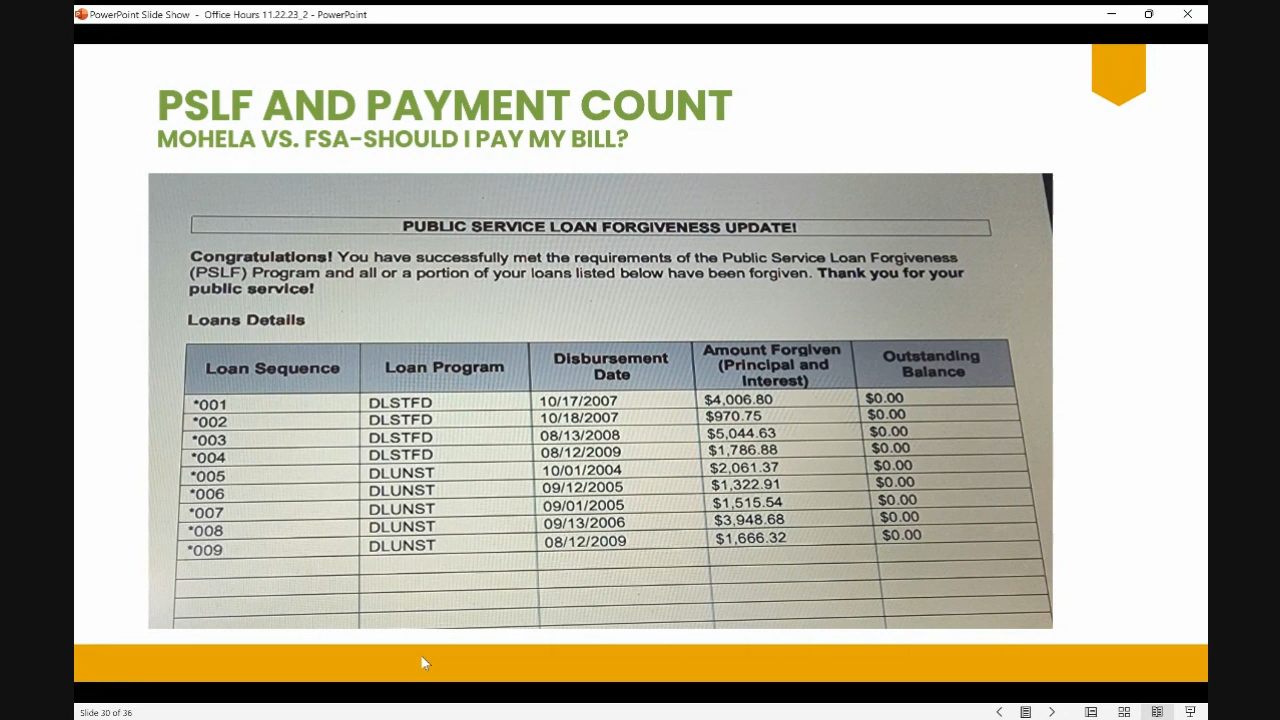 PowerPoint Slide Show - Office Hours 11.22.23_2 - PowerPoint
PSLF AND PAYMENT COUNT
MOHELA VS. FSA-SHOULD I PAY MY BILL?
PUBLIC SERVICE LOAN FORGIVENESS UPDATE!
Congratulations! You have successfully met the requirements of the Public Service Loan Forgiveness
(PSLF) Program and all or a portion of your loans listed below have been forgiven. Thank you for your
public service!
Loans Details
Loan Sequence Loan Program Disbursement Date Amount Forgiven (Principal and Interest) Outstanding Balance
*001 DLSTFD 10/17/2007 $4,006.80 $0.00
*002 DLSTFD 10/18/2007 $970.75 $0.00
*003 DLSTFD 08/13/2008 $5,044.63 $0.00
*004 DLSTFD 08/12/2009 $1,786.88 $0.00
*005 DLUNST 10/01/2004 $2,061.37 $0.00
*006 DLUNST 09/12/2005 $1,322.91 $0.00
*007 DLUNST 09/01/2005 $1,515.54 $0.00
*008 DLUNST 09/13/2006 $3,948.68 $0.00
*009 DLUNST 08/12/2009 $1,666.32 $0.00
Slide 30 of 36